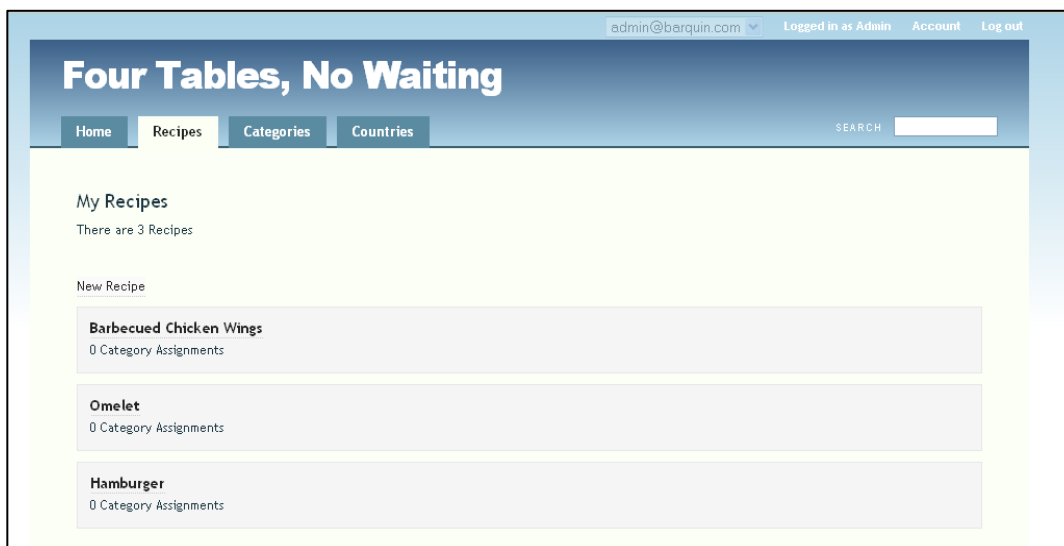 admin@barquin.com Logged in as Admin Account Log out
Four Tables, No Waiting
Home Recipes Categories Countries SEARCH
My Recipes
There are 3 Recipes
New Recipe
Barbecued Chicken Wings
0 Category Assignments
Omelet
0 Category Assignments
Hamburger
0 Category Assignments